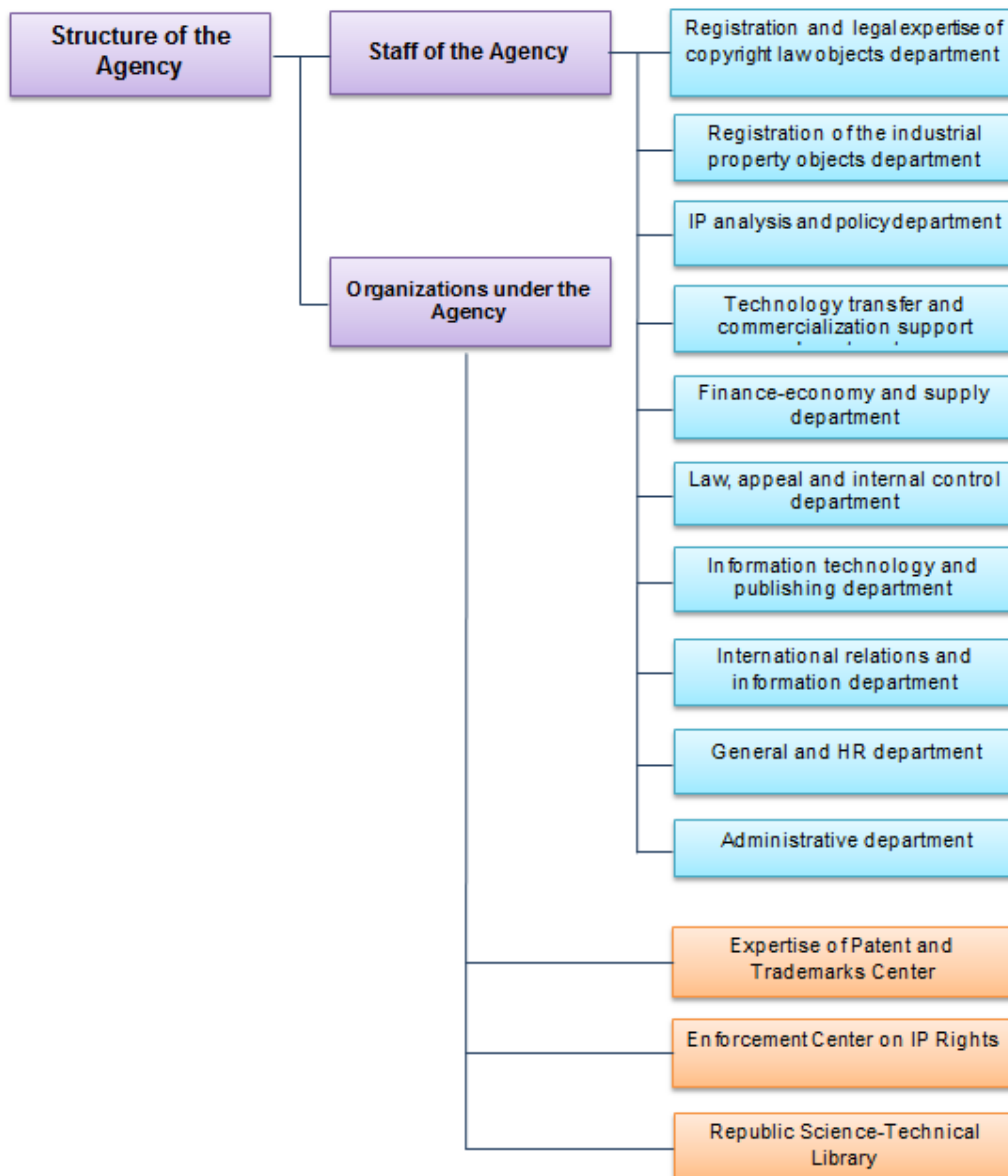 Structure of the
Agency
Staff of the Agency
Registration and legal expertise of
copyright law objects department
Registration of the industrial
property objects department
IP analysis and policy department
Organizations under the
Agency
Technology transfer and
commercialization support
Finance-economy and supply
department
Law, appeal and internal control
department
Information technology and
publishing department
International relations and
information department
General and HR department
Administrative department
Expertise of Patent and
Trademarks Center
Enforcement Center on IP Rights
Republic Science-Technical
Library